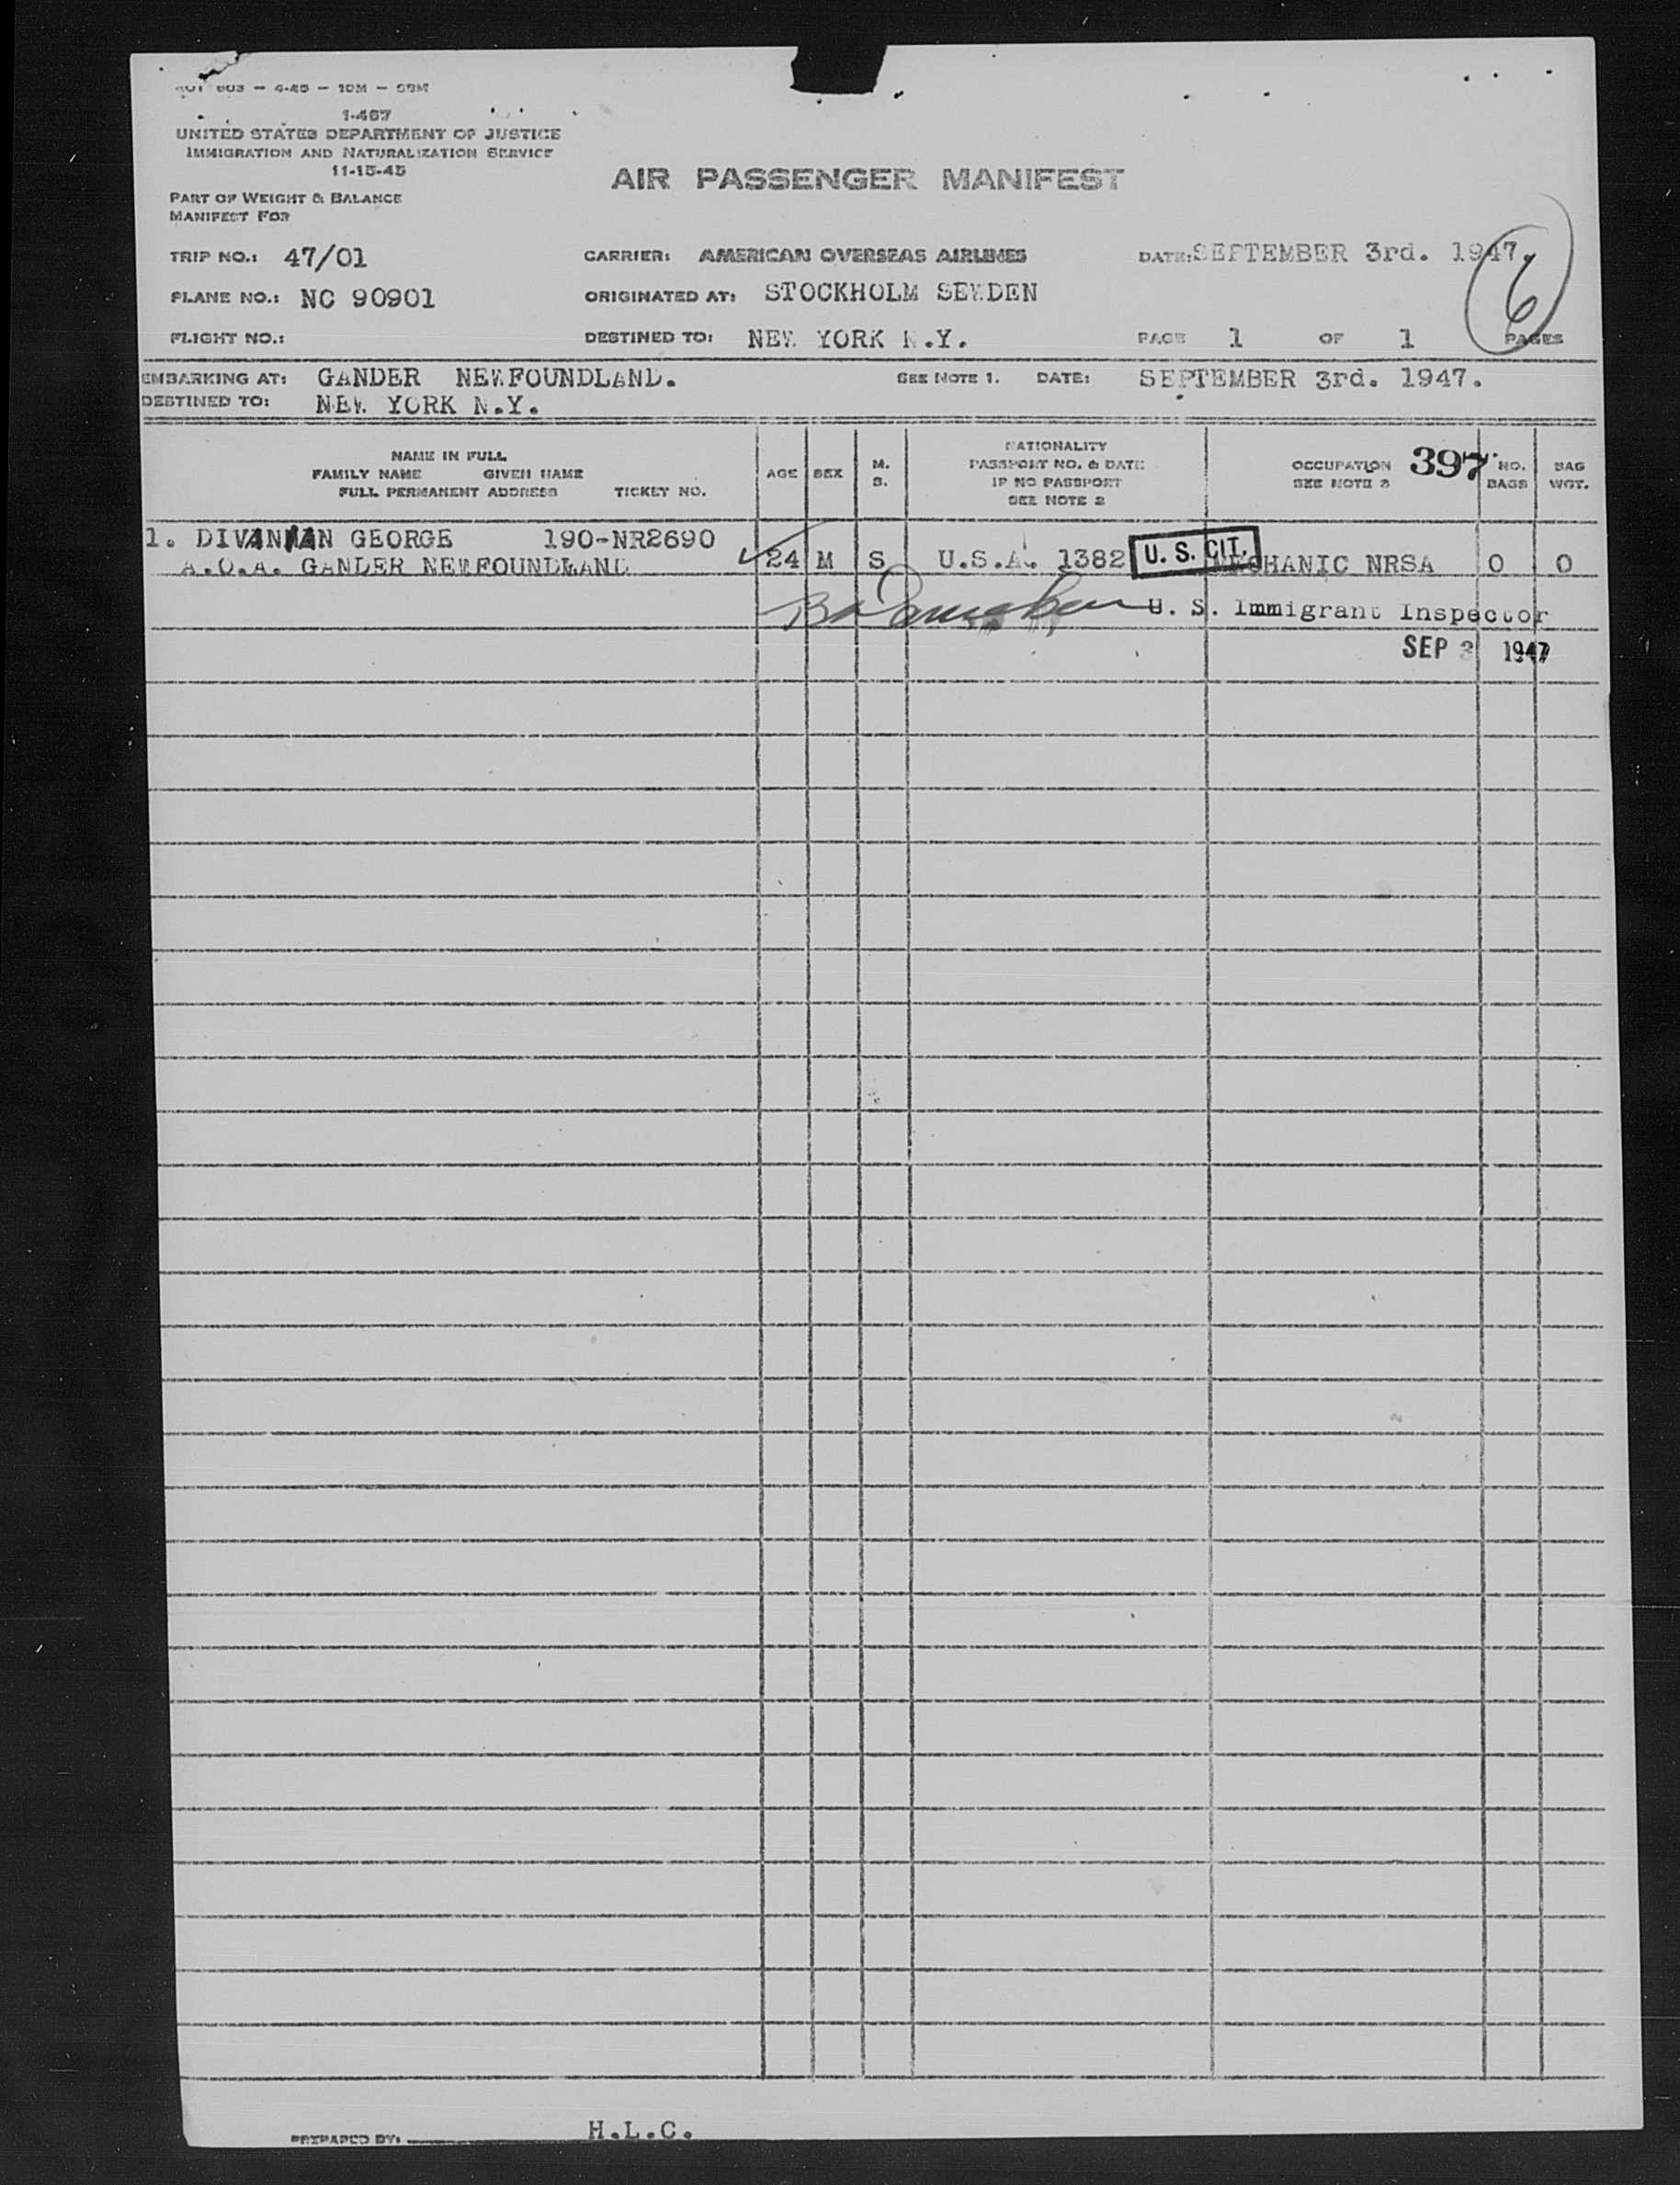 603 - 4-45 - 10M - SBM
1-467
UNITED STATES DEPARTMENT OF JUSTICE
IMMIGRATION AND NATURALIZATION SERVICE
11-15-45
AIR PASSENGER MANIFEST
PART OF WEIGHT & BALANCE
MANIFEST FOR
TRIP NO.: 47/01 CARRIER: AMERICAN OVERSEAS AIRLINES DATE: SEPTEMBER 3rd. 1947.
6
PLANE NO.: NC 90901 ORIGINATED AT: STOCKHOLM SEWDEN
FLIGHT NO.: DESTINED TO: NEW YORK N.Y. PAGE 1 OF 1 PAGES
EMBARKING AT: GANDER NEWFOUNDLAND. SEE NOTE 1. DATE: SEPTEMBER 3rd. 1947.
DESTINED TO: NEW YORK N.Y.
NAME IN FULL
FAMILY NAME GIVEN NAME
FULL PERMANENT ADDRESS TICKET NO.
AGE SEX
M.
S.
NATIONALITY
PASSPORT NO. & DATE
IF NO PASSPORT
SEE NOTE 2
OCCUPATION
SEE NOTE 3
397
NO.
BAGS
BAG
WGT.
1. GEORGE 190-NR2690
A.O.A. GANDER NEWFOUNDLAND 24 M S U.S.A. 1382 U. S. CIT. MECHANIC NRSA 0 0
U. S. Immigrant Inspector
SEP 3 1947
PREPARED BY: H.L.C.